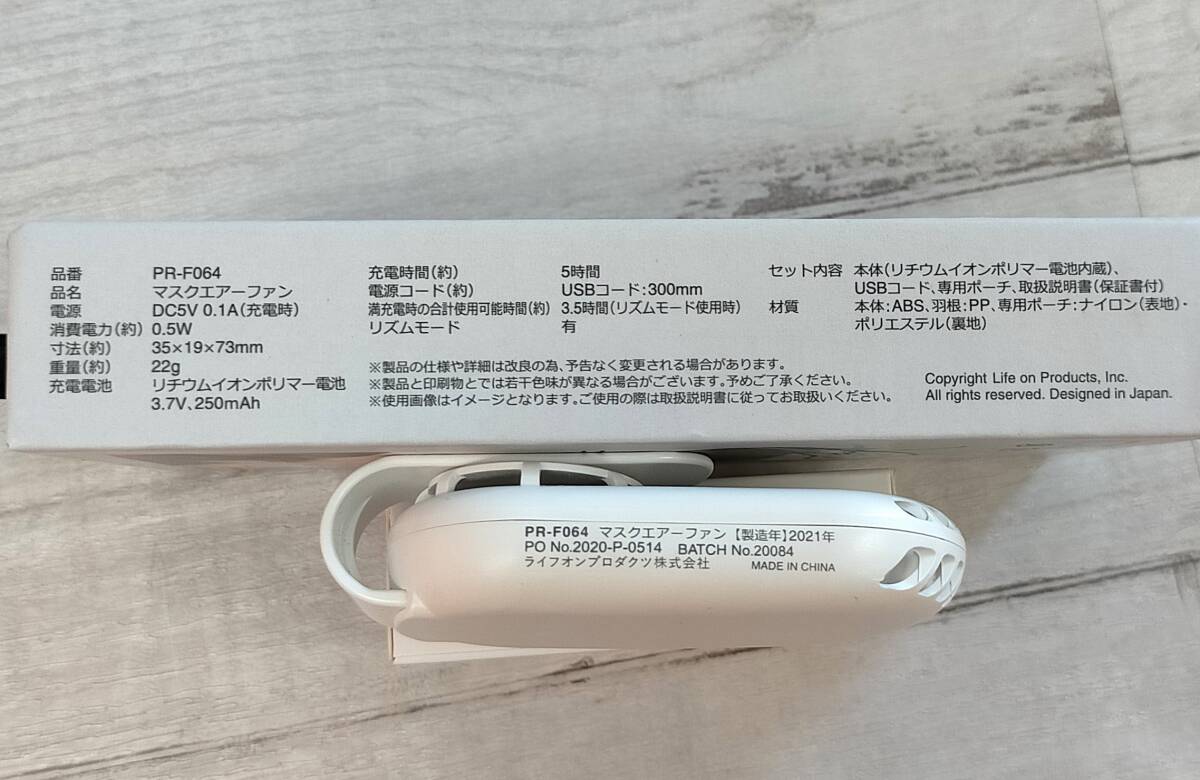 品番 PR-F064
品名 マスクエアーファン
電源 DC5V 0.1A(充電時)
消費電力(約) 0.5W
寸法(約) 35×19×73mm
重量(約) 22g
充電電池 リチウムイオンポリマー電池
3.7V、250mAh
充電時間(約) 5時間
電源コード(約) USBコード:300mm
満充電時の合計使用可能時間(約) 3.5時間(リズムモード使用時)
リズムモード 有
※製品の仕様や詳細は改良の為、予告なく変更される場合があります。
※製品と印刷物とでは若干色味が異なる場合がございます。予めご了承ください。
※使用画像はイメージとなります。ご使用の際は取扱説明書に従ってお取扱いください。
セット内容 本体(リチウムイオンポリマー電池内蔵)、
USBコード、専用ポーチ、取扱説明書(保証書付)
材質 本体:ABS、羽根:PP、専用ポーチ:ナイロン(表地)・
ポリエステル(裏地)
Copyright Life on Products, Inc.
All rights reserved. Designed in Japan.
PR-F064 マスクエアーファン【製造年】2021年
PO No.2020-P-0514 BATCH No.20084
ライフオンプロダクツ株式会社 MADE IN CHINA